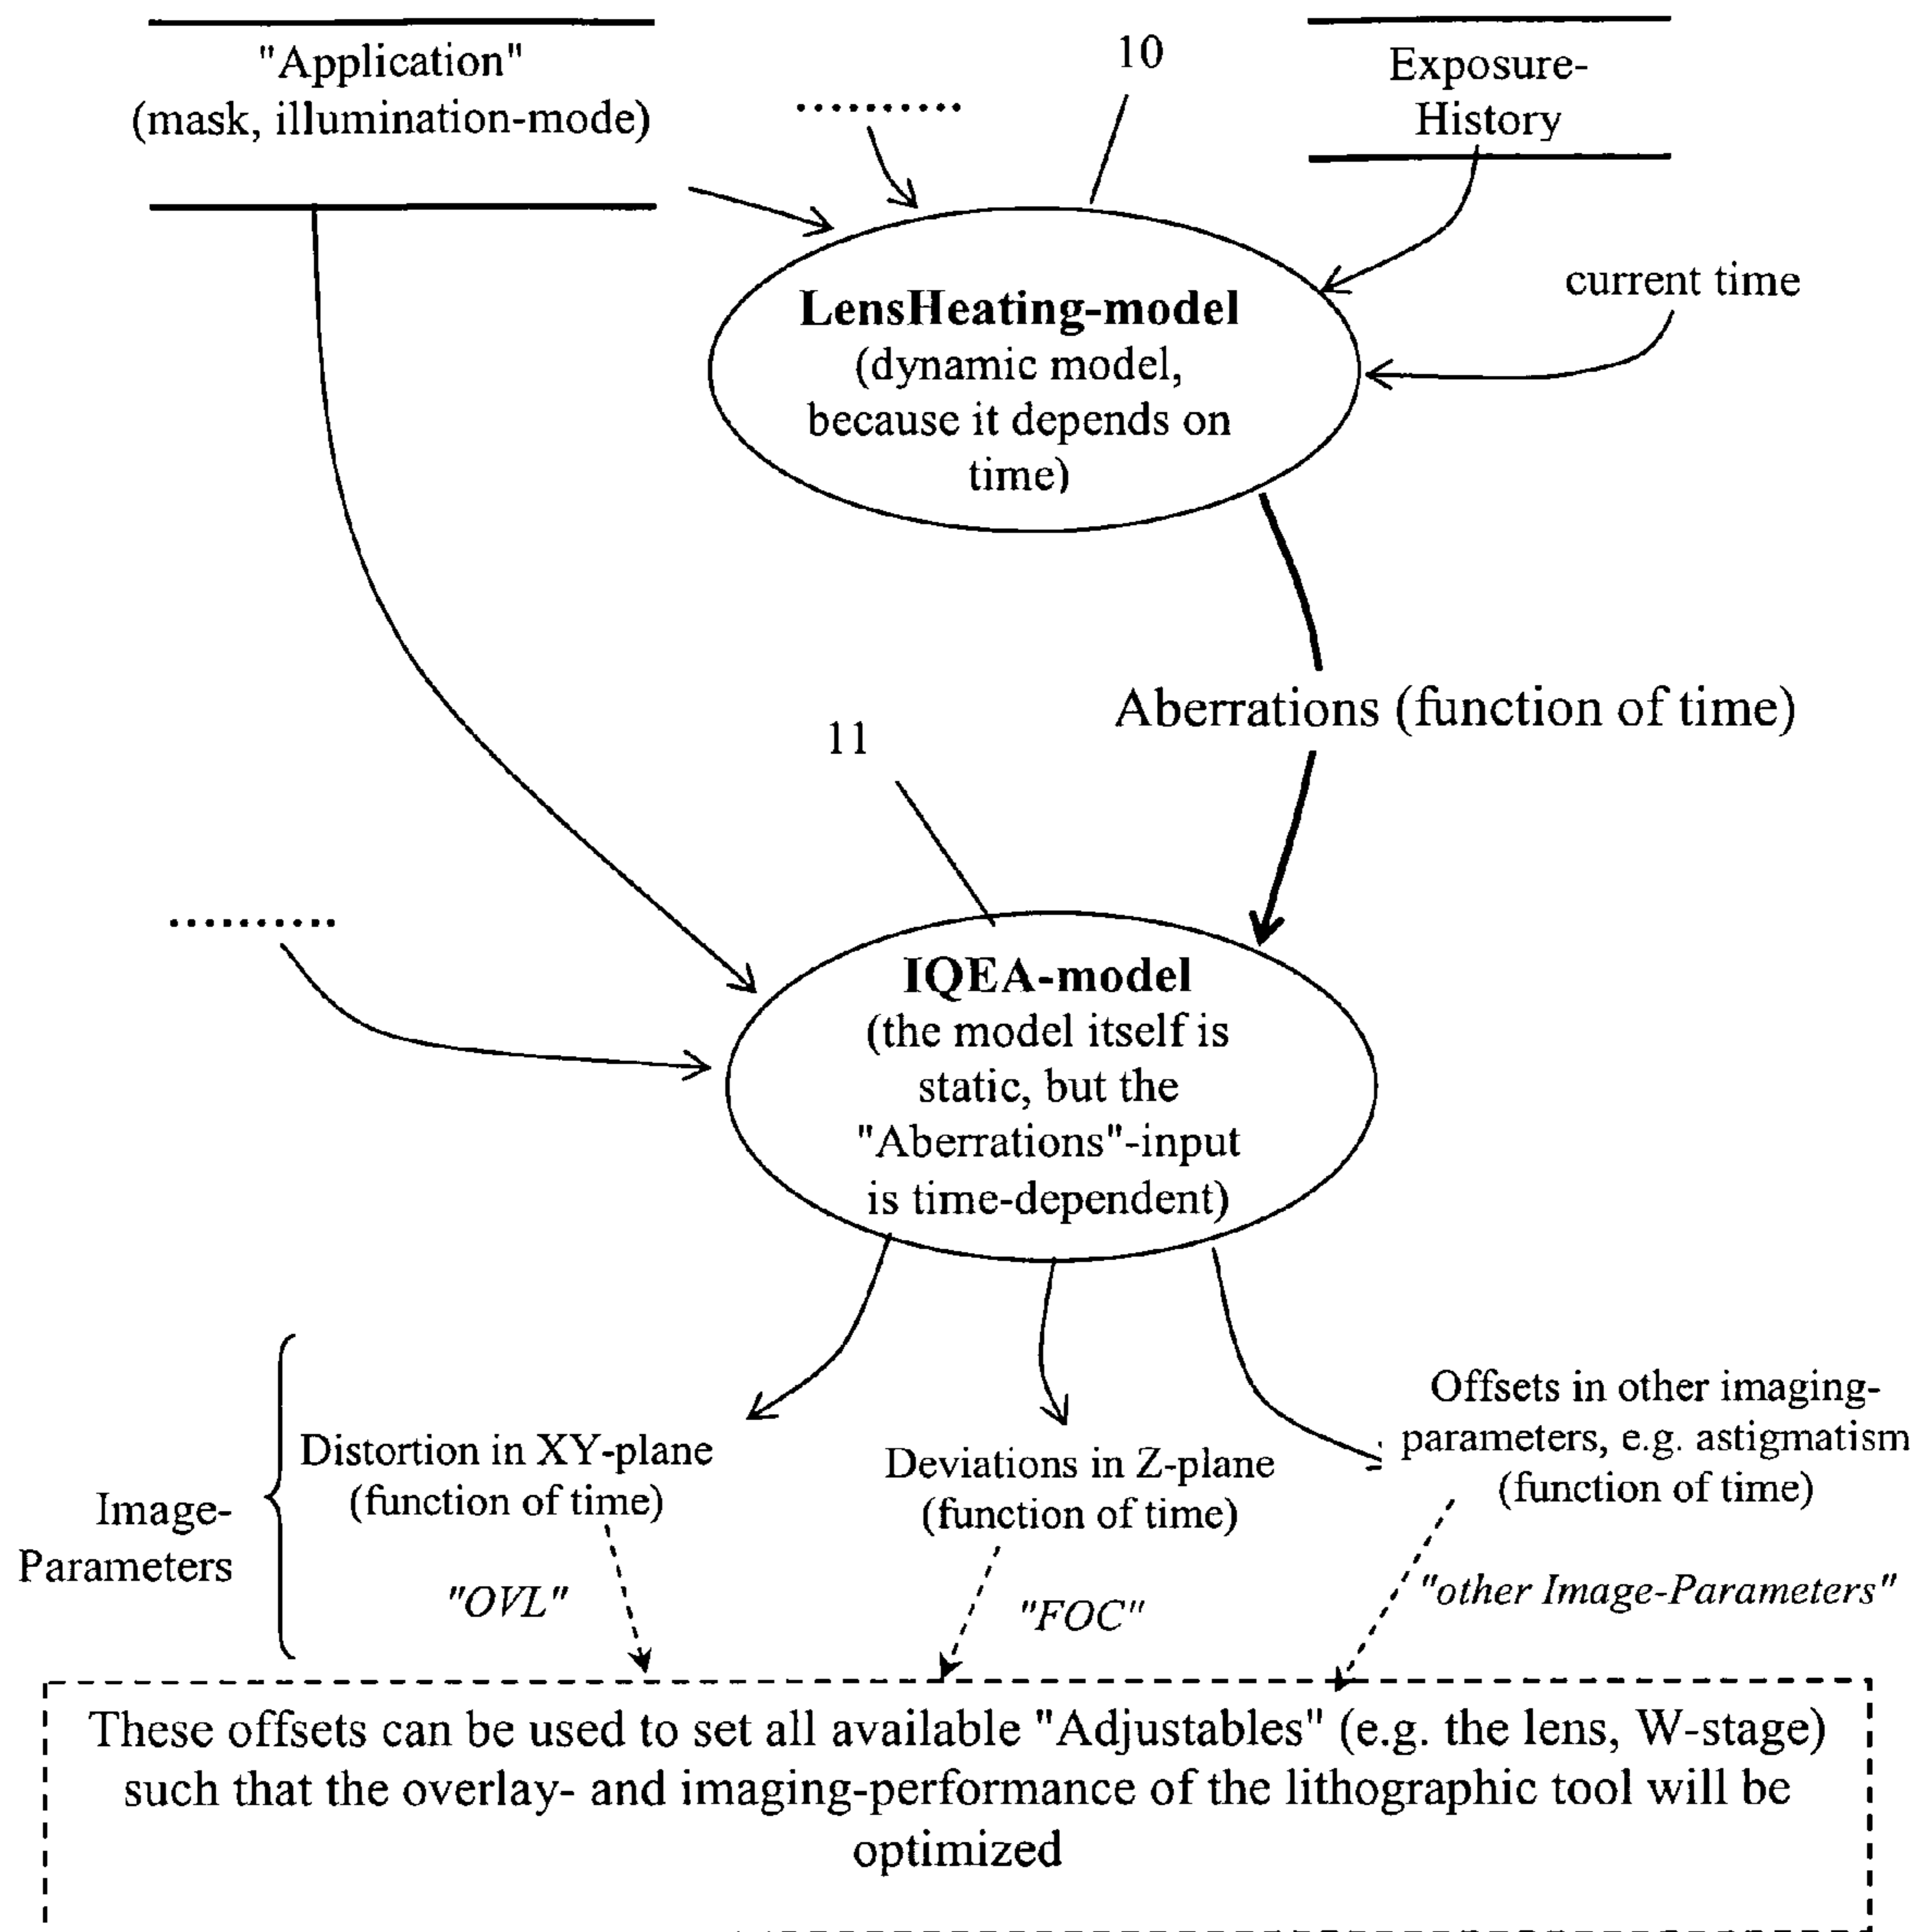 "Application"
(mask, illumination-mode)
10
Exposure-
History
current time
LensHeating-model
(dynamic model,
because it depends on
time)
Aberrations (function of time)
11
IQEA-model
(the model itself is
static, but the
"Aberrations"-input
is time-dependent)
Image-
Parameters
Distortion in XY-plane
(function of time)
Deviations in Z-plane
(function of time)
Offsets in other imaging-
parameters, e.g. astigmatism
(function of time)
"OVL"
"FOC"
"other Image-Parameters"
These offsets can be used to set all available "Adjustables" (e.g. the lens, W-stage)
such that the overlay- and imaging-performance of the lithographic tool will be
optimized